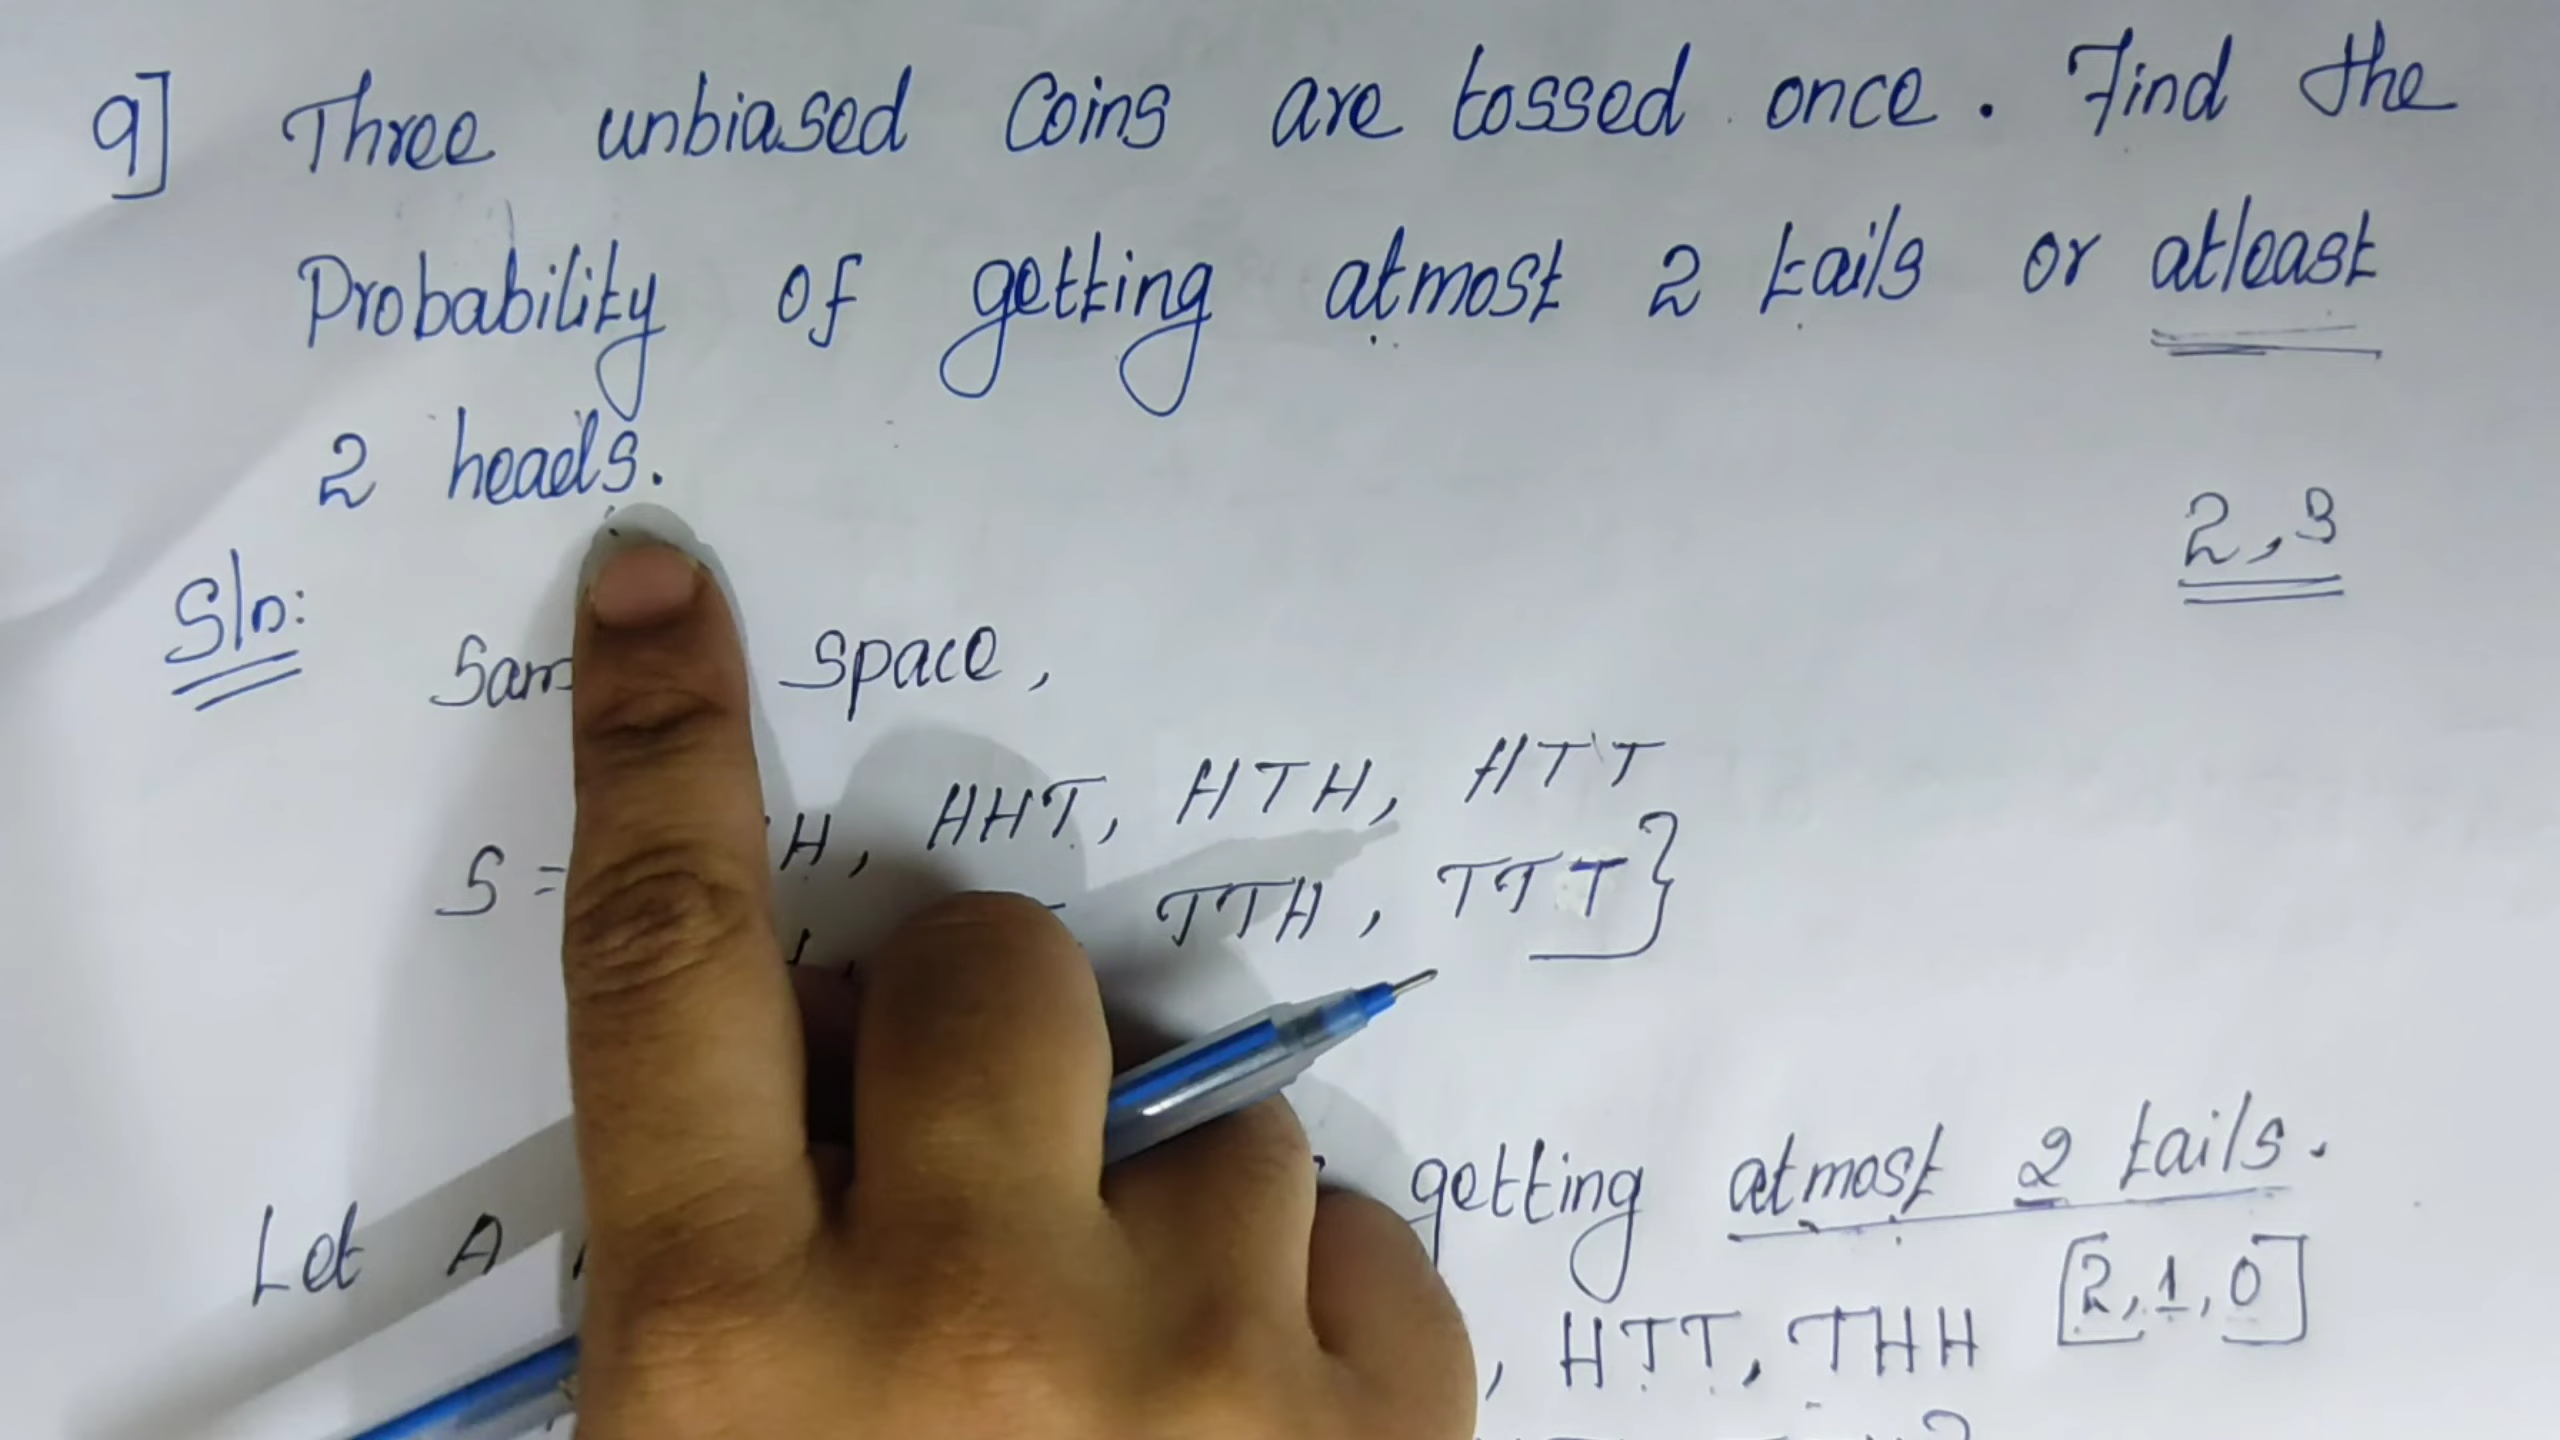 9] Three unbiased Coins are tossed once. Find the
Probability of getting atmost 2 tails or atleast
2 heads.
2,3
Sln:
Space,
S = H, HHT, HTH, HTT
TTH, TTT}
Let A getting atmost 2 tails.
[2,1,0]
, HTT, THH